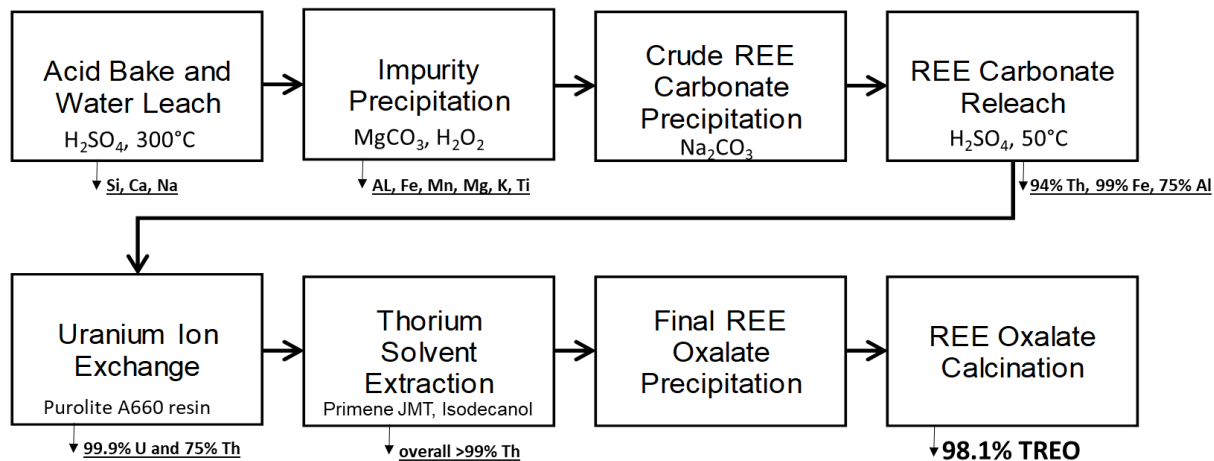 Acid Bake and
Water Leach
H₂SO₄, 300°C
Si, Ca, Na
Impurity
Precipitation
MgCO₃, H₂O₂
AL, Fe, Mn, Mg, K, Ti
Crude REE
Carbonate
Precipitation
Na₂CO₃
REE Carbonate
Releach
H₂SO₄, 50°C
94% Th, 99% Fe, 75% Al
Uranium Ion
Exchange
Purolite A660 resin
99.9% U and 75% Th
Thorium
Solvent
Extraction
Primene JMT, Isodecanol
overall >99% Th
Final REE
Oxalate
Precipitation
REE Oxalate
Calcination
98.1% TREO